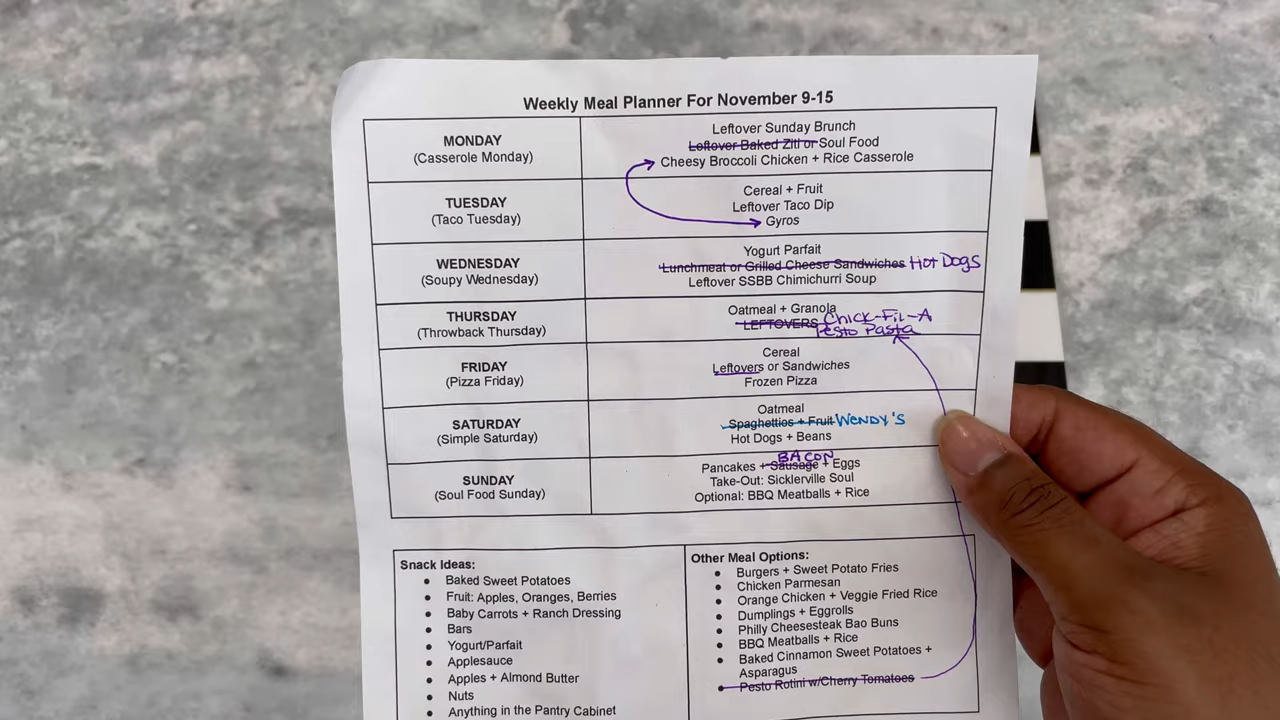 Weekly Meal Planner For November 9-15
MONDAY
(Casserole Monday)
Leftover Sunday Brunch
Leftover Baked Ziti or Soul Food
Cheesy Broccoli Chicken + Rice Casserole
TUESDAY
(Taco Tuesday)
Cereal + Fruit
Leftover Taco Dip
Gyros
WEDNESDAY
(Soupy Wednesday)
Yogurt Parfait
Lunchmeat or Grilled Cheese Sandwiches HOT DOGS
Leftover SSBB Chimichurri Soup
THURSDAY
(Throwback Thursday)
Oatmeal + Granola
LEFTOVERS Chick-Fil-A
Pesto Pasta
FRIDAY
(Pizza Friday)
Cereal
Leftovers or Sandwiches
Frozen Pizza
SATURDAY
(Simple Saturday)
Oatmeal
Spaghettios + Fruit WENDY'S
Hot Dogs + Beans
SUNDAY
(Soul Food Sunday)
BACON
Pancakes + Sausage + Eggs
Take-Out: Sicklerville Soul
Optional: BBQ Meatballs + Rice
Snack Ideas:
Baked Sweet Potatoes
Fruit: Apples, Oranges, Berries
Baby Carrots + Ranch Dressing
Bars
Yogurt/Parfait
Applesauce
Apples + Almond Butter
Nuts
Anything in the Pantry Cabinet
Other Meal Options:
Burgers + Sweet Potato Fries
Chicken Parmesan
Orange Chicken + Veggie Fried Rice
Dumplings + Eggrolls
Philly Cheesesteak Bao Buns
BBQ Meatballs + Rice
Baked Cinnamon Sweet Potatoes +
Asparagus
Pesto Rotini w/Cherry Tomatoes